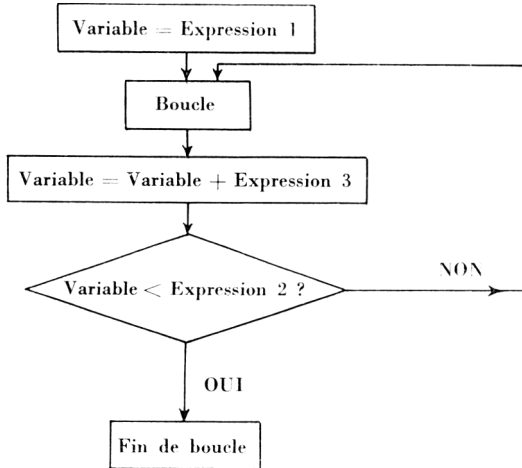 Variable = Expression 1
Boucle
Variable = Variable + Expression 3
Variable < Expression 2 ?
NON
OUI
Fin de boucle